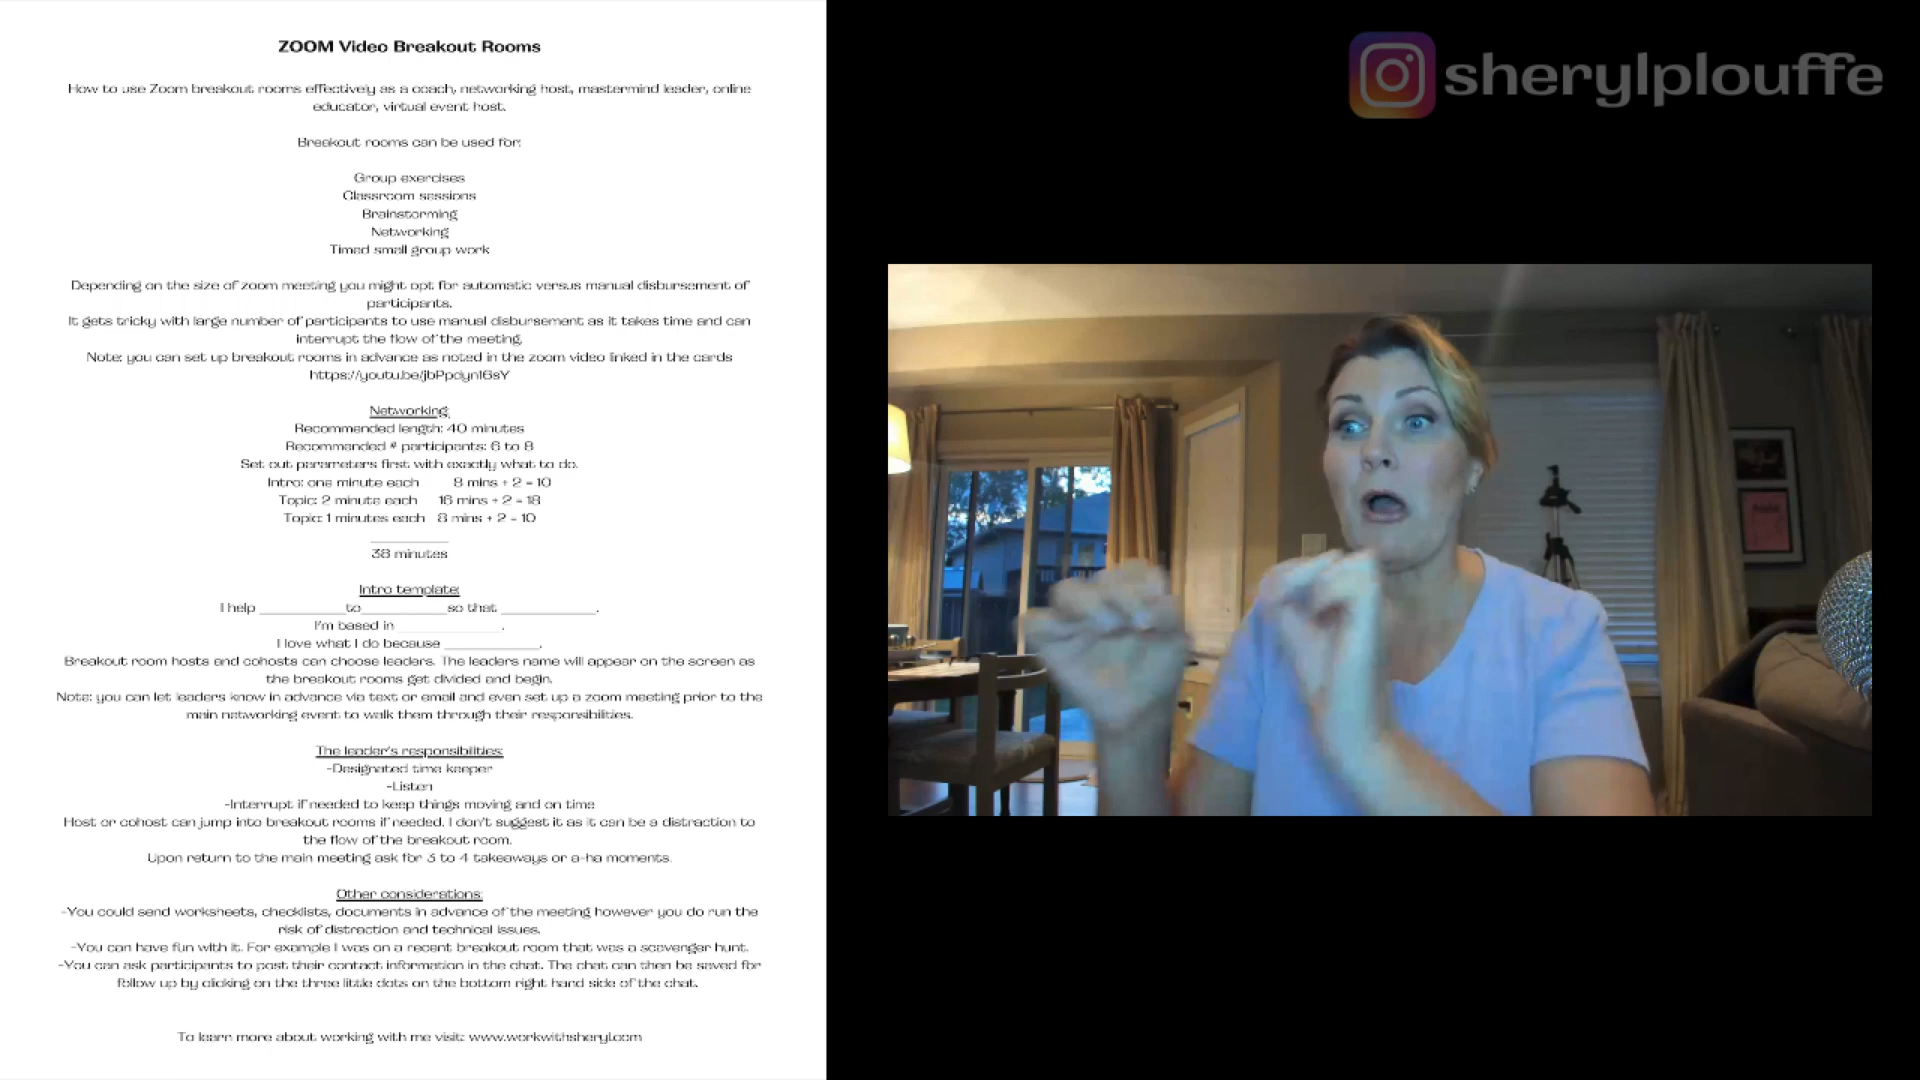 ZOOM Video Breakout Rooms
How to use Zoom breakout rooms effectively as a coach, networking host, mastermind leader, online
educator, virtual event host.
Breakout rooms can be used for:
Group exercises
Classroom sessions
Brainstorming
Networking
Timed small group work
Depending on the size of zoom meeting you might opt for automatic versus manual disbursement of
participants.
It gets tricky with large number of participants to use manual disbursement as it takes time and can
interrupt the flow of the meeting.
Note: you can set up breakout rooms in advance as noted in the zoom video linked in the cards
Networking:
Recommended length: 40 minutes
Recommended # participants: 6 to 8
Set out parameters first with exactly what to do.
Intro: one minute each 8 mins + 2 = 10
Topic: 2 minute each 16 mins + 2 = 18
Topic: 1 minutes each 8 mins + 2 = 10
38 minutes
Intro template:
I help ____________to____________so that _____________.
I'm based in ______________.
I love what I do because _____________.
Breakout room hosts and cohosts can choose leaders. The leaders name will appear on the screen as
the breakout rooms get divided and begin.
Note: you can let leaders know in advance via text or email and even set up a zoom meeting prior to the
main networking event to walk them through their responsibilities.
The leader's responsibilities:
-Designated time keeper
-Listen
-Interrupt if needed to keep things moving and on time
Host or cohost can jump into breakout rooms if needed. I don't suggest it as it can be a distraction to
the flow of the breakout room.
Upon return to the main meeting ask for 3 to 4 takeaways or a-ha moments.
Other considerations:
-You could send worksheets, checklists, documents in advance of the meeting however you do run the
risk of distraction and technical issues.
-You can have fun with it. For example I was on a recent breakout room that was a scavenger hunt.
-You can ask participants to post their contact information in the chat. The chat can then be saved for
follow up by clicking on the three little dots on the bottom right hand side of the chat.
To learn more about working with me visit: www.workwithsheryl.com
sherylplouffe